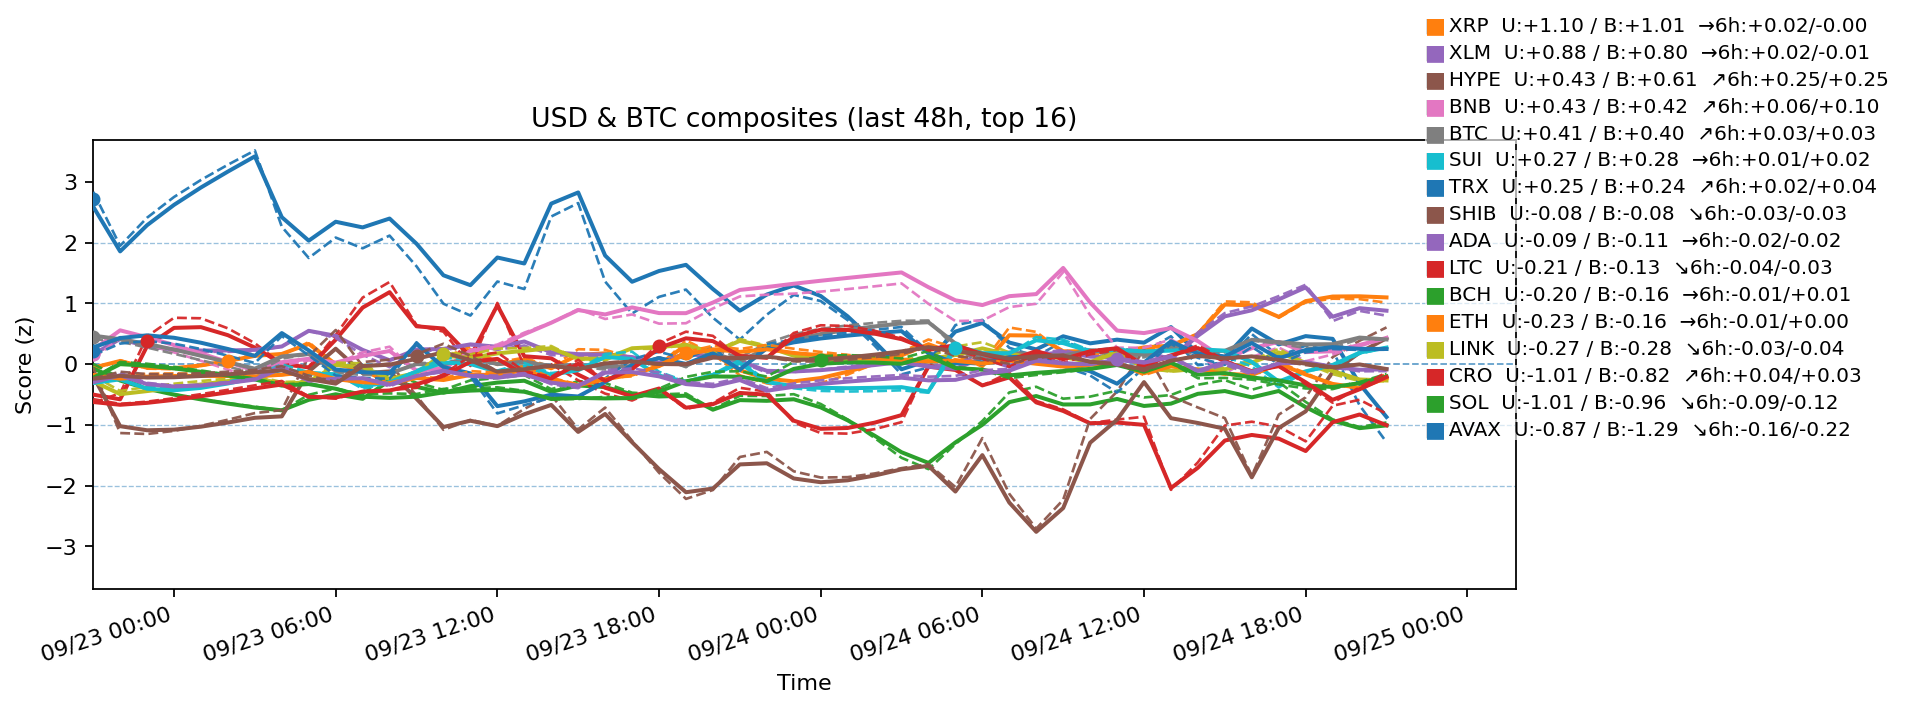 XRP U:+1.10 / B:+1.01 →6h:+0.02/-0.00
XLM U:+0.88 / B:+0.80 →6h:+0.02/-0.01
HYPE U:+0.43 / B:+0.61 ↗6h:+0.25/+0.25
BNB U:+0.43 / B:+0.42 ↗6h:+0.06/+0.10
BTC U:+0.41 / B:+0.40 ↗6h:+0.03/+0.03
SUI U:+0.27 / B:+0.28 →6h:+0.01/+0.02
TRX U:+0.25 / B:+0.24 ↗6h:+0.02/+0.04
SHIB U:-0.08 / B:-0.08 ↘6h:-0.03/-0.03
ADA U:-0.09 / B:-0.11 →6h:-0.02/-0.02
LTC U:-0.21 / B:-0.13 ↘6h:-0.04/-0.03
BCH U:-0.20 / B:-0.16 →6h:-0.01/+0.01
ETH U:-0.23 / B:-0.16 →6h:-0.01/+0.00
LINK U:-0.27 / B:-0.28 ↘6h:-0.03/-0.04
CRO U:-1.01 / B:-0.82 ↗6h:+0.04/+0.03
SOL U:-1.01 / B:-0.96 ↘6h:-0.09/-0.12
AVAX U:-0.87 / B:-1.29 ↘6h:-0.16/-0.22
USD & BTC composites (last 48h, top 16)
Score (z)
3
2
1
0
−1
−2
−3
09/23 00:00
09/23 06:00
09/23 12:00
09/23 18:00
09/24 00:00
09/24 06:00
09/24 12:00
09/24 18:00
09/25 00:00
Time